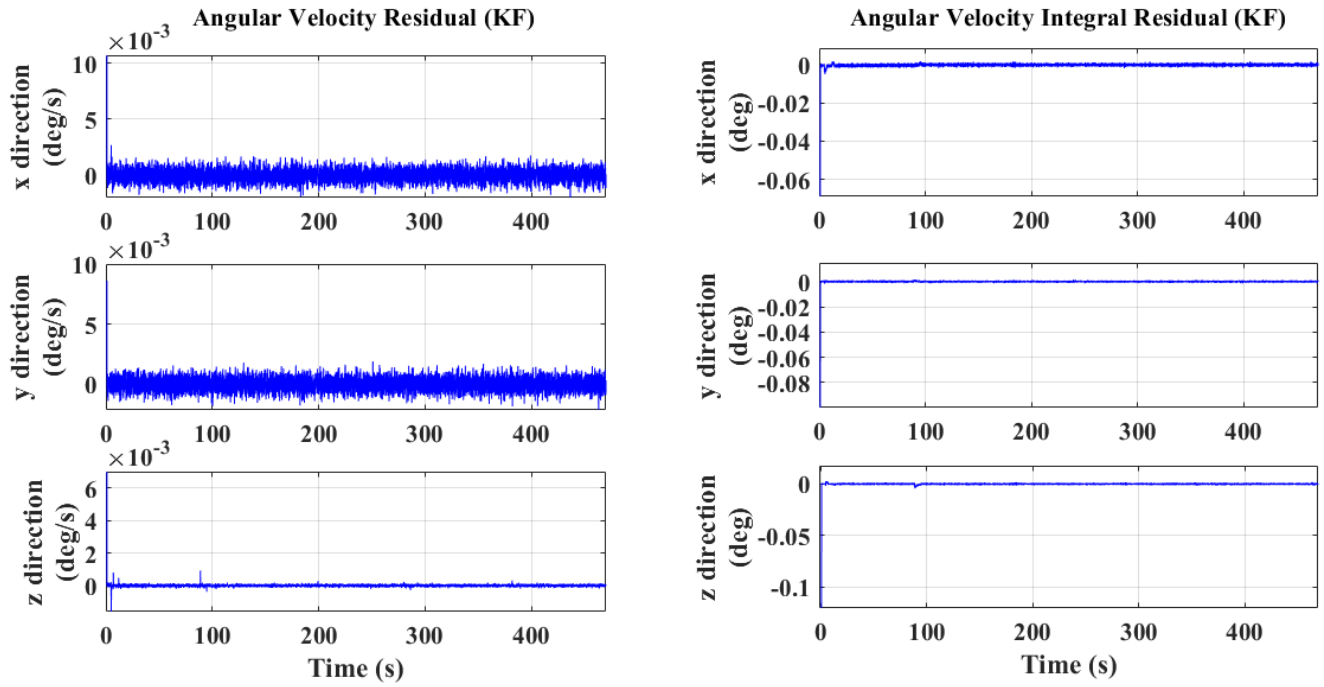 Angular Velocity Residual (KF)
×10-3
10
5
0
x direction
(deg/s)
0 100 200 300 400
×10-3
10
5
0
y direction
(deg/s)
0 100 200 300 400
×10-3
6
4
2
0
z direction
(deg/s)
0 100 200 300 400
Time (s)
Angular Velocity Integral Residual (KF)
0
-0.02
-0.04
-0.06
x direction
(deg)
0 100 200 300 400
0
-0.02
-0.04
-0.06
-0.08
y direction
(deg)
0 100 200 300 400
0
-0.05
-0.1
z direction
(deg)
0 100 200 300 400
Time (s)